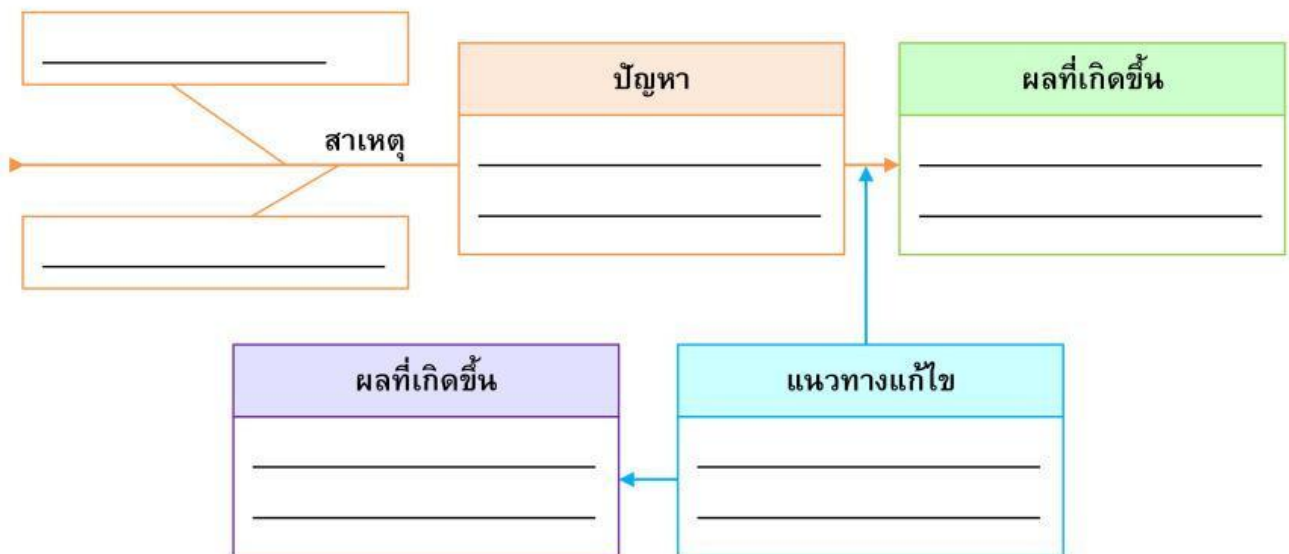 ปัญหา
ผลที่เกิดขึ้น
สาเหตุ
ผลที่เกิดขึ้น
แนวทางแก้ไข